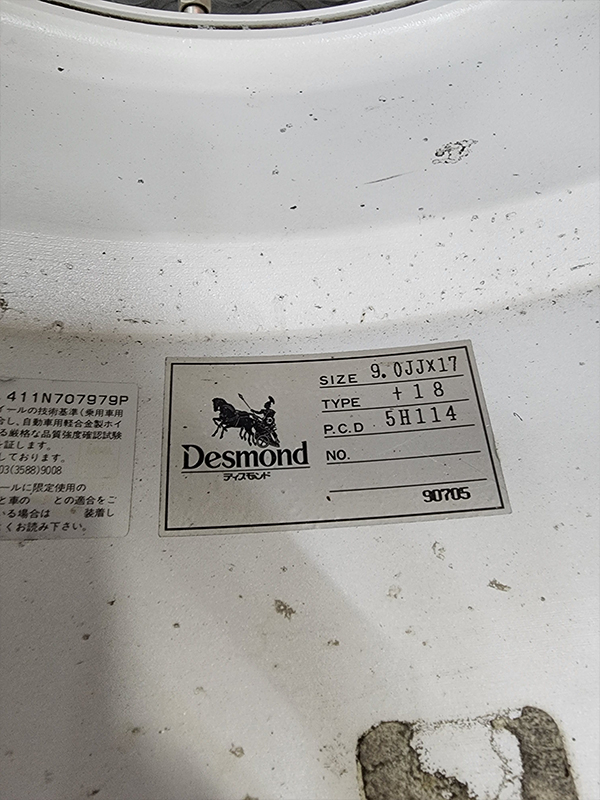 411N707979P
イールの技術基準(乗用車用
合し、自動車用軽合金製ホイ
る厳格な品質強度確認試験
を証します。
しております。
03(3588)9008
ールに限定使用の
と車の との適合をご
いる場合は 装着し
くお読み下さい。
Desmond
ディスモンド
SIZE 9.0JJX17
TYPE +18
P.C.D 5H114
NO.
90705